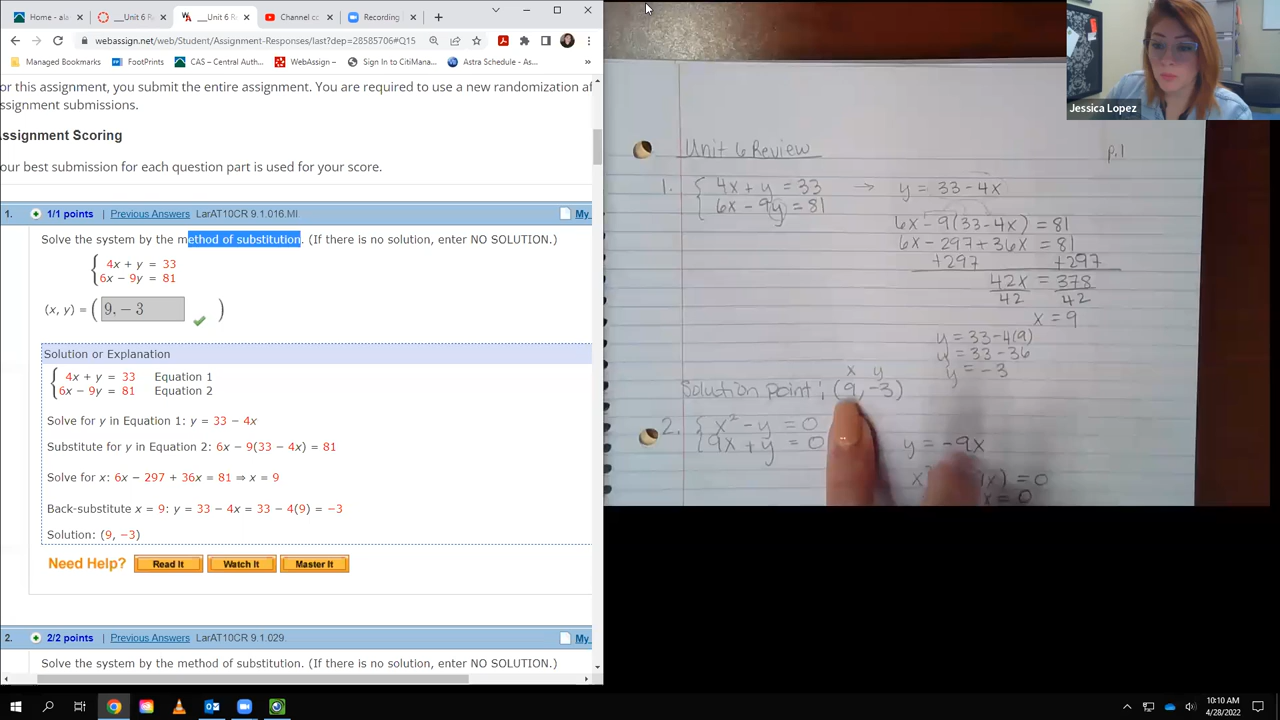 Home - ala
__Unit 6 R
__Unit 6 Re
Channel co
Recording
webassign.net/web/Student/Assignment-Responses/last?dep=28585706#Q15
Managed Bookmarks
FootPrints
CAS – Central Auth...
WebAssign
Sign In to CitiMana...
Astra Schedule - As...
or this assignment, you submit the entire assignment. You are required to use a new randomization af
ssignment submissions.
Assignment Scoring
our best submission for each question part is used for your score.
1. 1/1 points | Previous Answers LarAT10CR 9.1.016.MI. My
Solve the system by the method of substitution. (If there is no solution, enter NO SOLUTION.)
4x + y = 33
6x − 9y = 81
(x, y) = ( 9, − 3 )
Solution or Explanation
4x + y = 33 Equation 1
6x − 9y = 81 Equation 2
Solve for y in Equation 1: y = 33 − 4x
Substitute for y in Equation 2: 6x − 9(33 − 4x) = 81
Solve for x: 6x − 297 + 36x = 81 ⇒ x = 9
Back-substitute x = 9: y = 33 − 4x = 33 − 4(9) = −3
Solution: (9, −3)
Need Help? Read It Watch It Master It
2. 2/2 points | Previous Answers LarAT10CR 9.1.029. My
Solve the system by the method of substitution. (If there is no solution, enter NO SOLUTION.)
Jessica Lopez
Unit 6 Review p.1
1. 4x + y = 33 → y = 33 - 4x
6x - 9y = 81
6x - 9(33 - 4x) = 81
6x - 297 + 36x = 81
+297 +297
42x = 378
42 42
x = 9
y = 33 - 4(9)
y = 33 - 36
y = -3
x y
Solution point: (9, -3)
2. x² - y = 0
9x + y = 0 y = -9x
) = 0
= 0
10:10 AM
4/28/2022